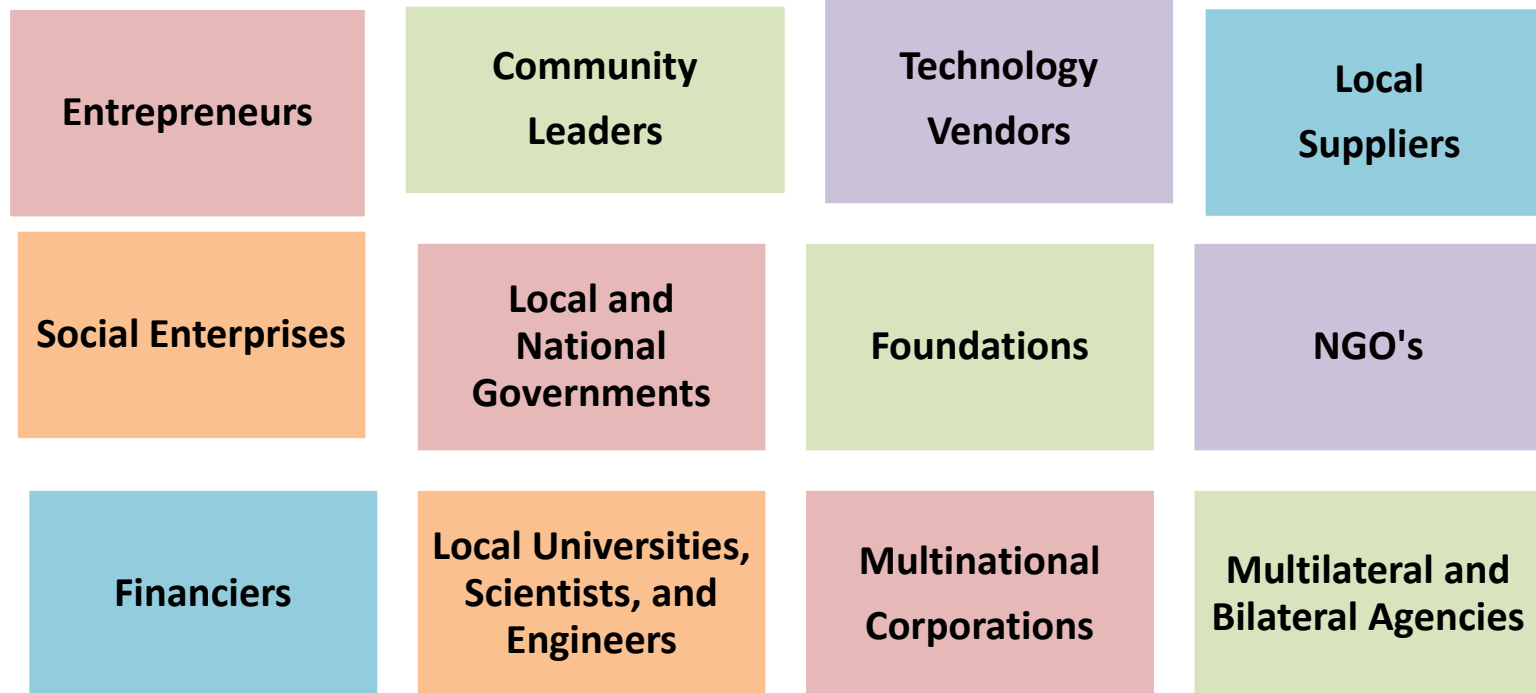 Entrepreneurs
Community
Leaders
Technology
Vendors
Local
Suppliers
Social Enterprises
Local and
National
Governments
Foundations
NGO's
Financiers
Local Universities,
Scientists, and
Engineers
Multinational
Corporations
Multilateral and
Bilateral Agencies